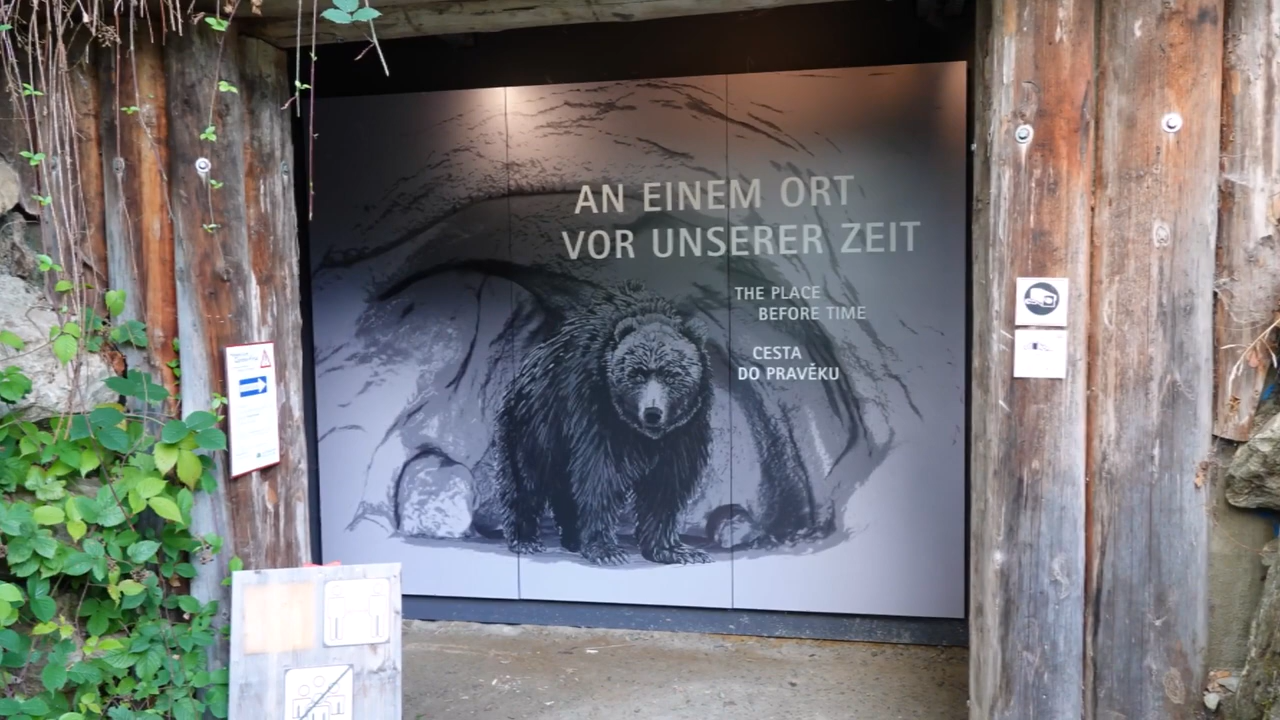 AN EINEM ORT
VOR UNSERER ZEIT
THE PLACE
BEFORE TIME
CESTA
DO PRAVĚKU